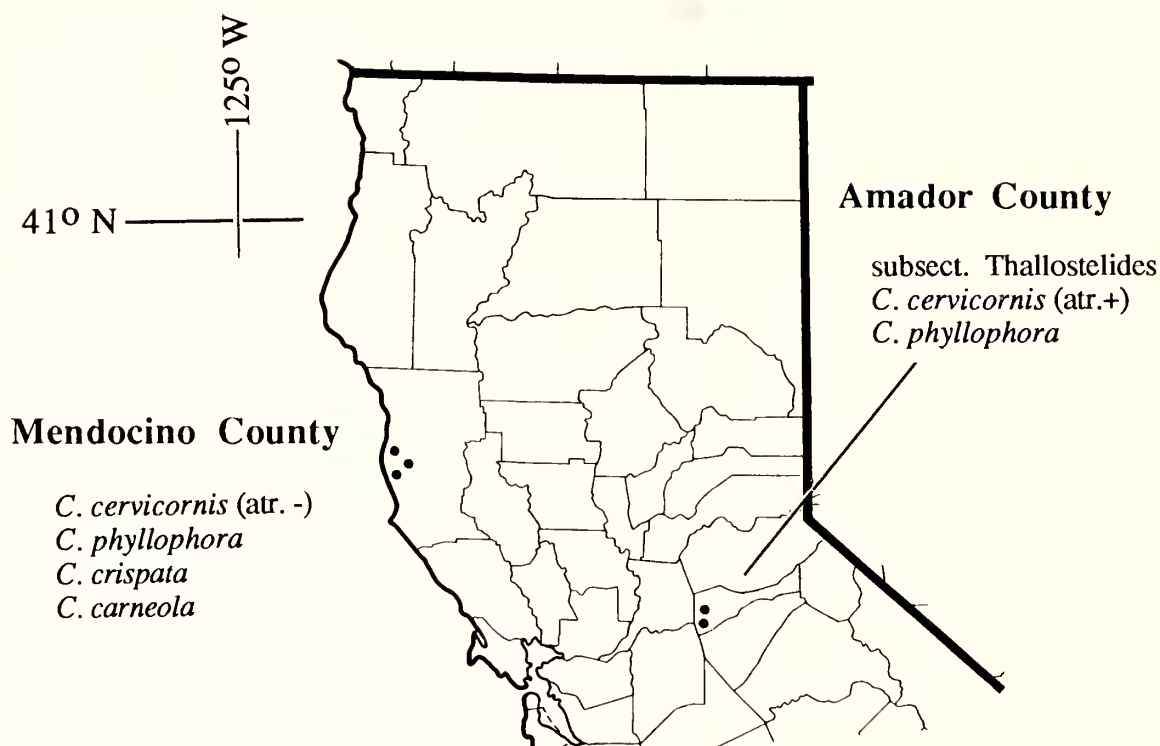 125° W
41° N
Amador County
subsect. Thallostelides
C. cervicornis (atr.+)
C. phyllophora
Mendocino County
C. cervicornis (atr. -)
C. phyllophora
C. crispata
C. carneola